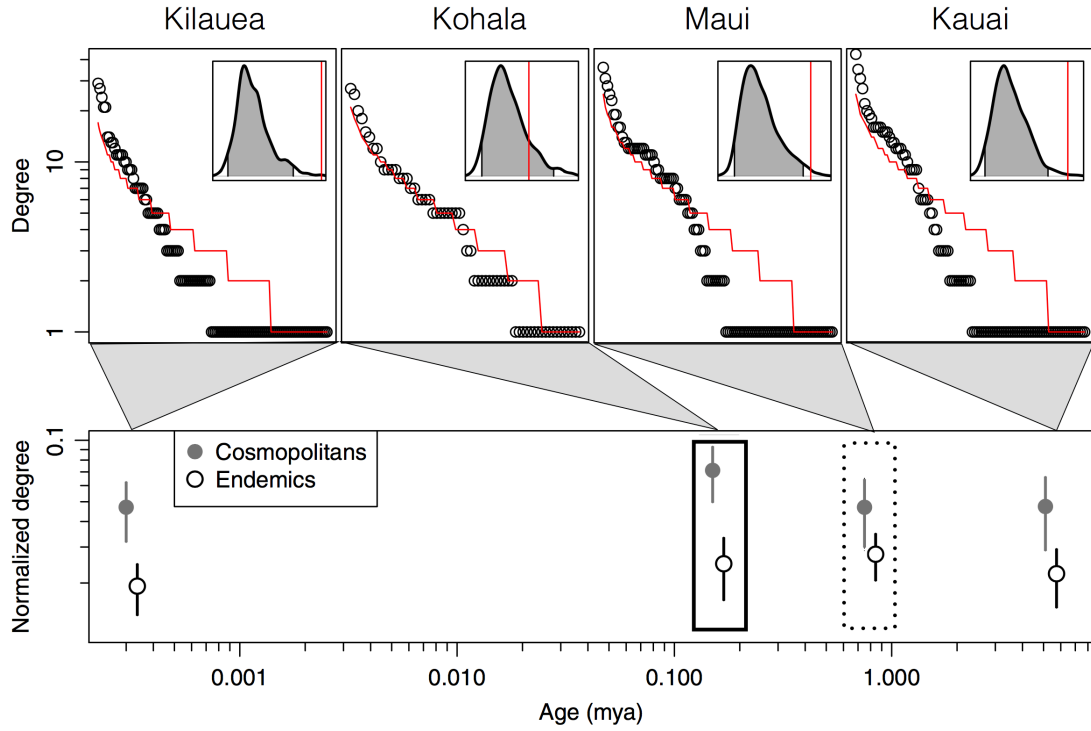 Kilauea Kohala Maui Kauai
Degree
10
1
Normalized degree
0.1
Cosmopolitans
Endemics
0.001 0.010 0.100 1.000
Age (mya)